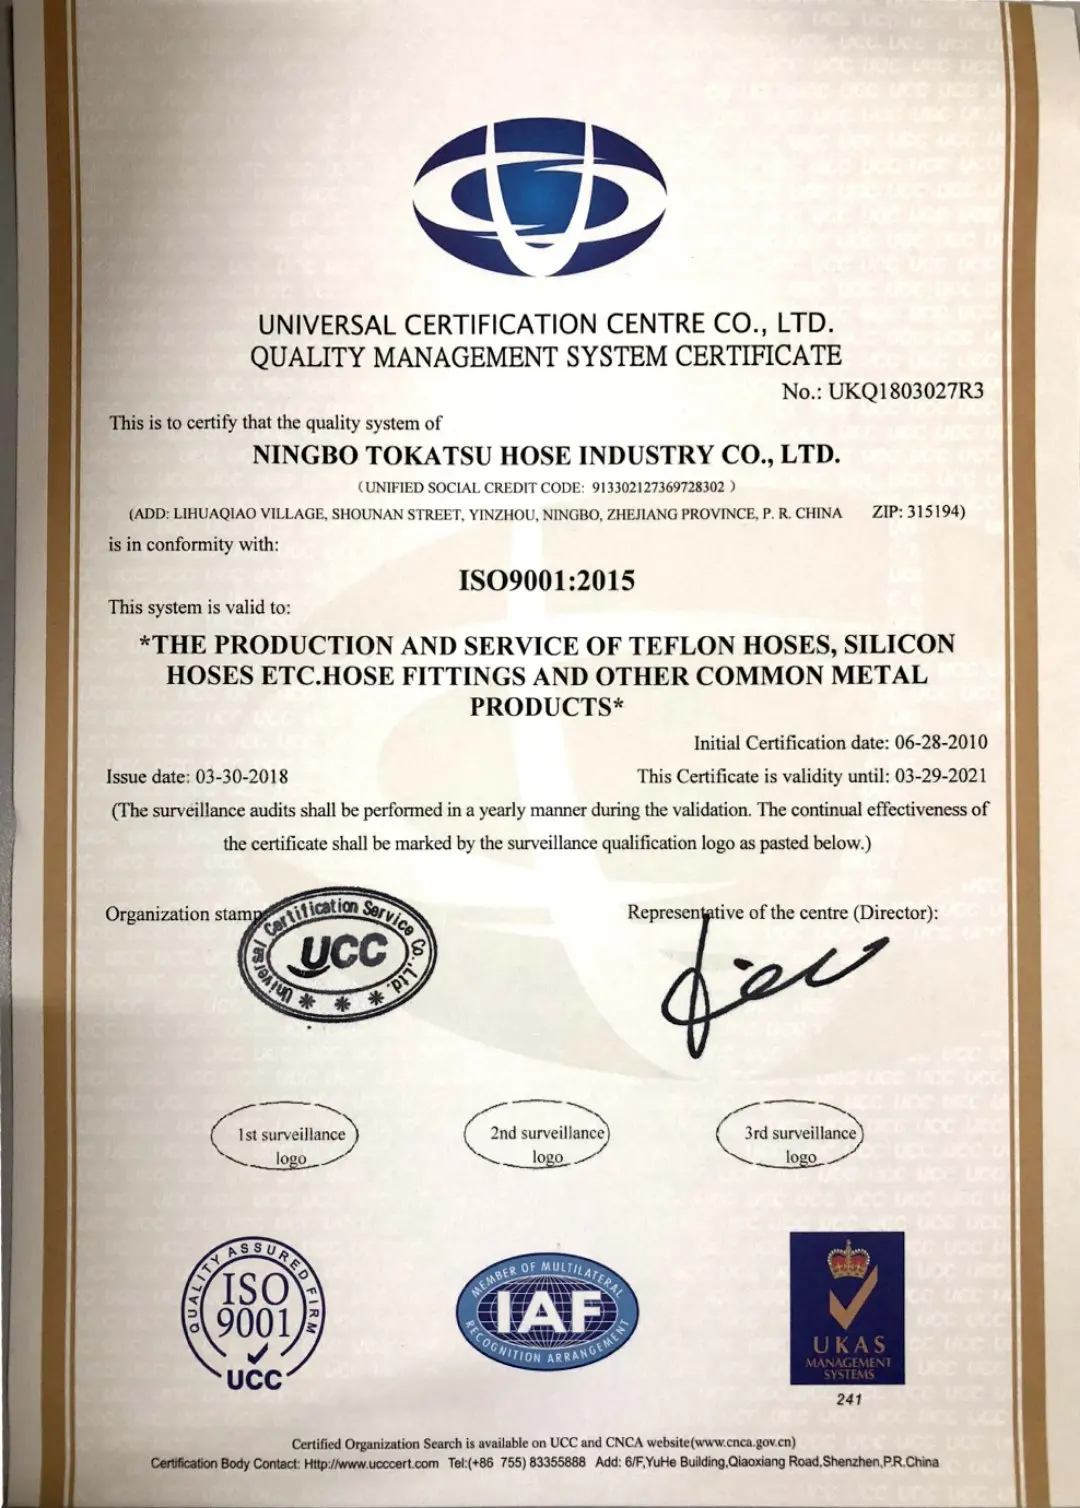 UNIVERSAL CERTIFICATION CENTRE CO., LTD.
QUALITY MANAGEMENT SYSTEM CERTIFICATE
No.: UKQ1803027R3
This is to certify that the quality system of
NINGBO TOKATSU HOSE INDUSTRY CO., LTD.
(UNIFIED SOCIAL CREDIT CODE: 913302127369728302 )
(ADD: LIHUAQIAO VILLAGE, SHOUNAN STREET, YINZHOU, NINGBO, ZHEJIANG PROVINCE, P. R. CHINA ZIP: 315194)
is in conformity with:
ISO9001:2015
This system is valid to:
*THE PRODUCTION AND SERVICE OF TEFLON HOSES, SILICON
HOSES ETC.HOSE FITTINGS AND OTHER COMMON METAL
PRODUCTS*
Initial Certification date: 06-28-2010
Issue date: 03-30-2018 This Certificate is validity until: 03-29-2021
(The surveillance audits shall be performed in a yearly manner during the validation. The continual effectiveness of
the certificate shall be marked by the surveillance qualification logo as pasted below.)
Organization stamp: Representative of the centre (Director):
Universal Certification Service Co.,Ltd.
UCC
* * *
1st surveillance
logo
2nd surveillance
logo
3rd surveillance
logo
QUALITY ASSURED FIRM
ISO
9001
UCC
MEMBER OF MULTILATERAL
IAF
RECOGNITION ARRANGEMENT
UKAS
MANAGEMENT
SYSTEMS
241
Certified Organization Search is available on UCC and CNCA website(www.cnca.gov.cn)
Certification Body Contact: Http://www.ucccert.com Tel:(+86 755) 83355888 Add: 6/F,YuHe Building,Qiaoxiang Road,Shenzhen,P.R.China